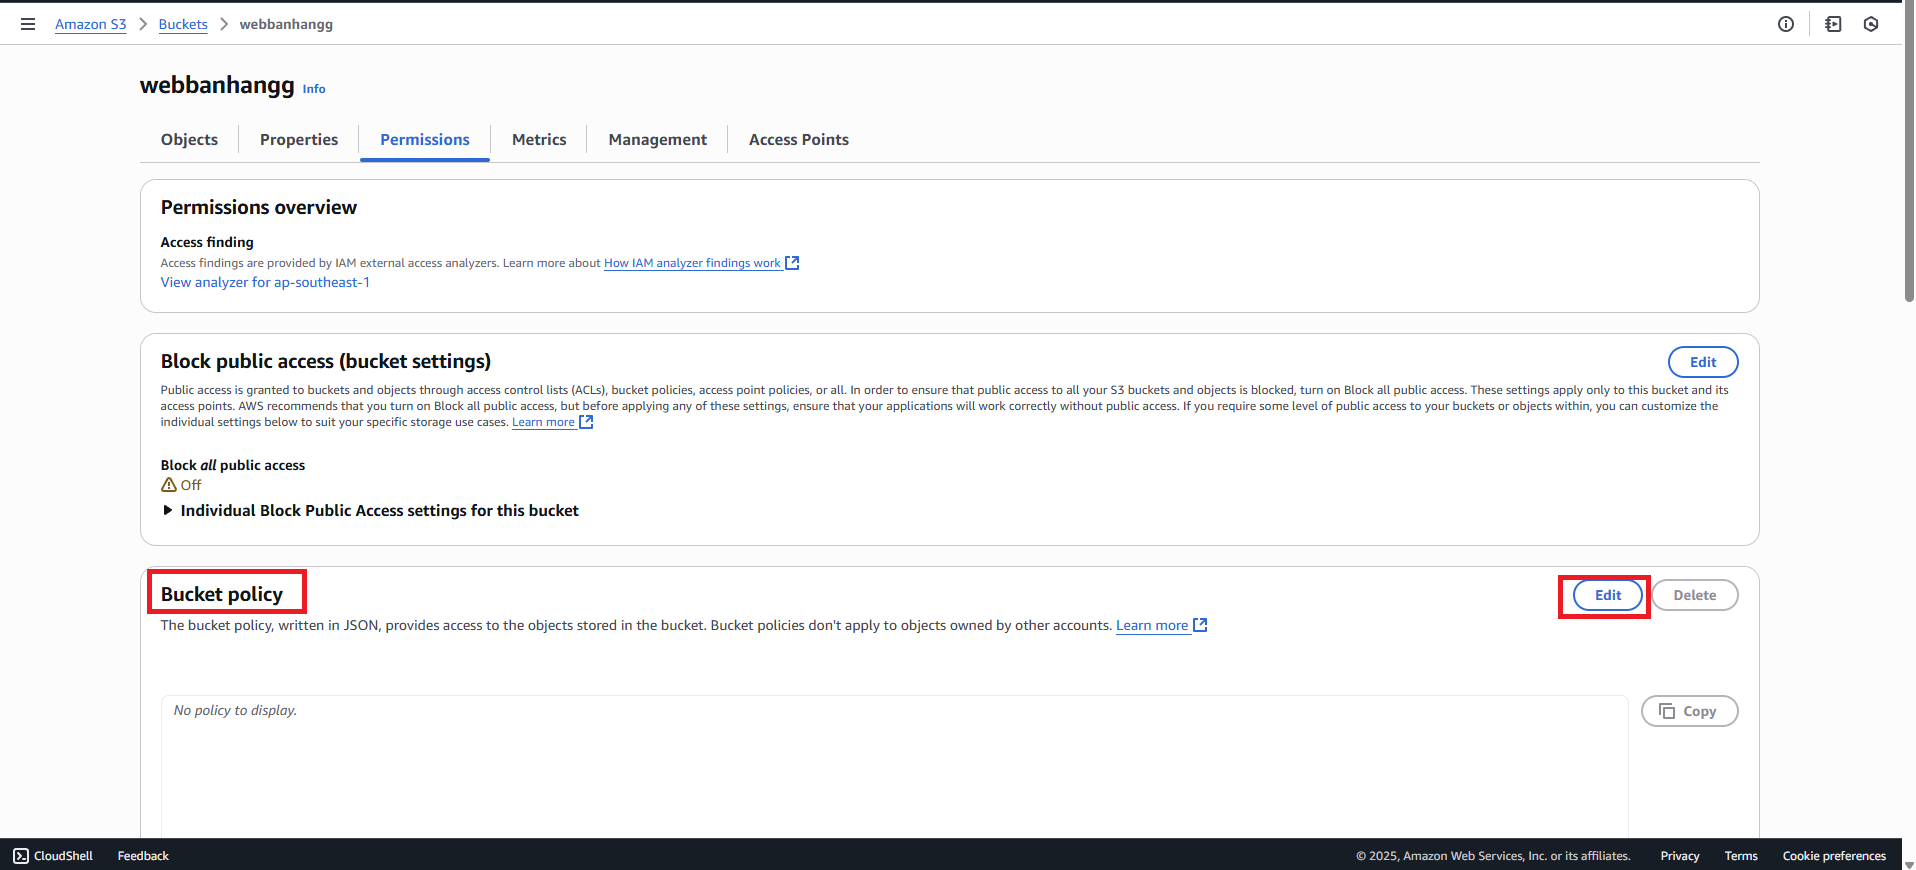 Amazon S3 > Buckets > webbanhangg
webbanhangg Info
Objects Properties Permissions Metrics Management Access Points
Permissions overview
Access finding
Access findings are provided by IAM external access analyzers. Learn more about How IAM analyzer findings work
View analyzer for ap-southeast-1
Block public access (bucket settings) Edit
Public access is granted to buckets and objects through access control lists (ACLs), bucket policies, access point policies, or all. In order to ensure that public access to all your S3 buckets and objects is blocked, turn on Block all public access. These settings apply only to this bucket and its
access points. AWS recommends that you turn on Block all public access, but before applying any of these settings, ensure that your applications will work correctly without public access. If you require some level of public access to your buckets or objects within, you can customize the
individual settings below to suit your specific storage use cases. Learn more
Block all public access
Off
Individual Block Public Access settings for this bucket
Bucket policy Edit Delete
The bucket policy, written in JSON, provides access to the objects stored in the bucket. Bucket policies don't apply to objects owned by other accounts. Learn more
No policy to display. Copy
CloudShell Feedback © 2025, Amazon Web Services, Inc. or its affiliates. Privacy Terms Cookie preferences